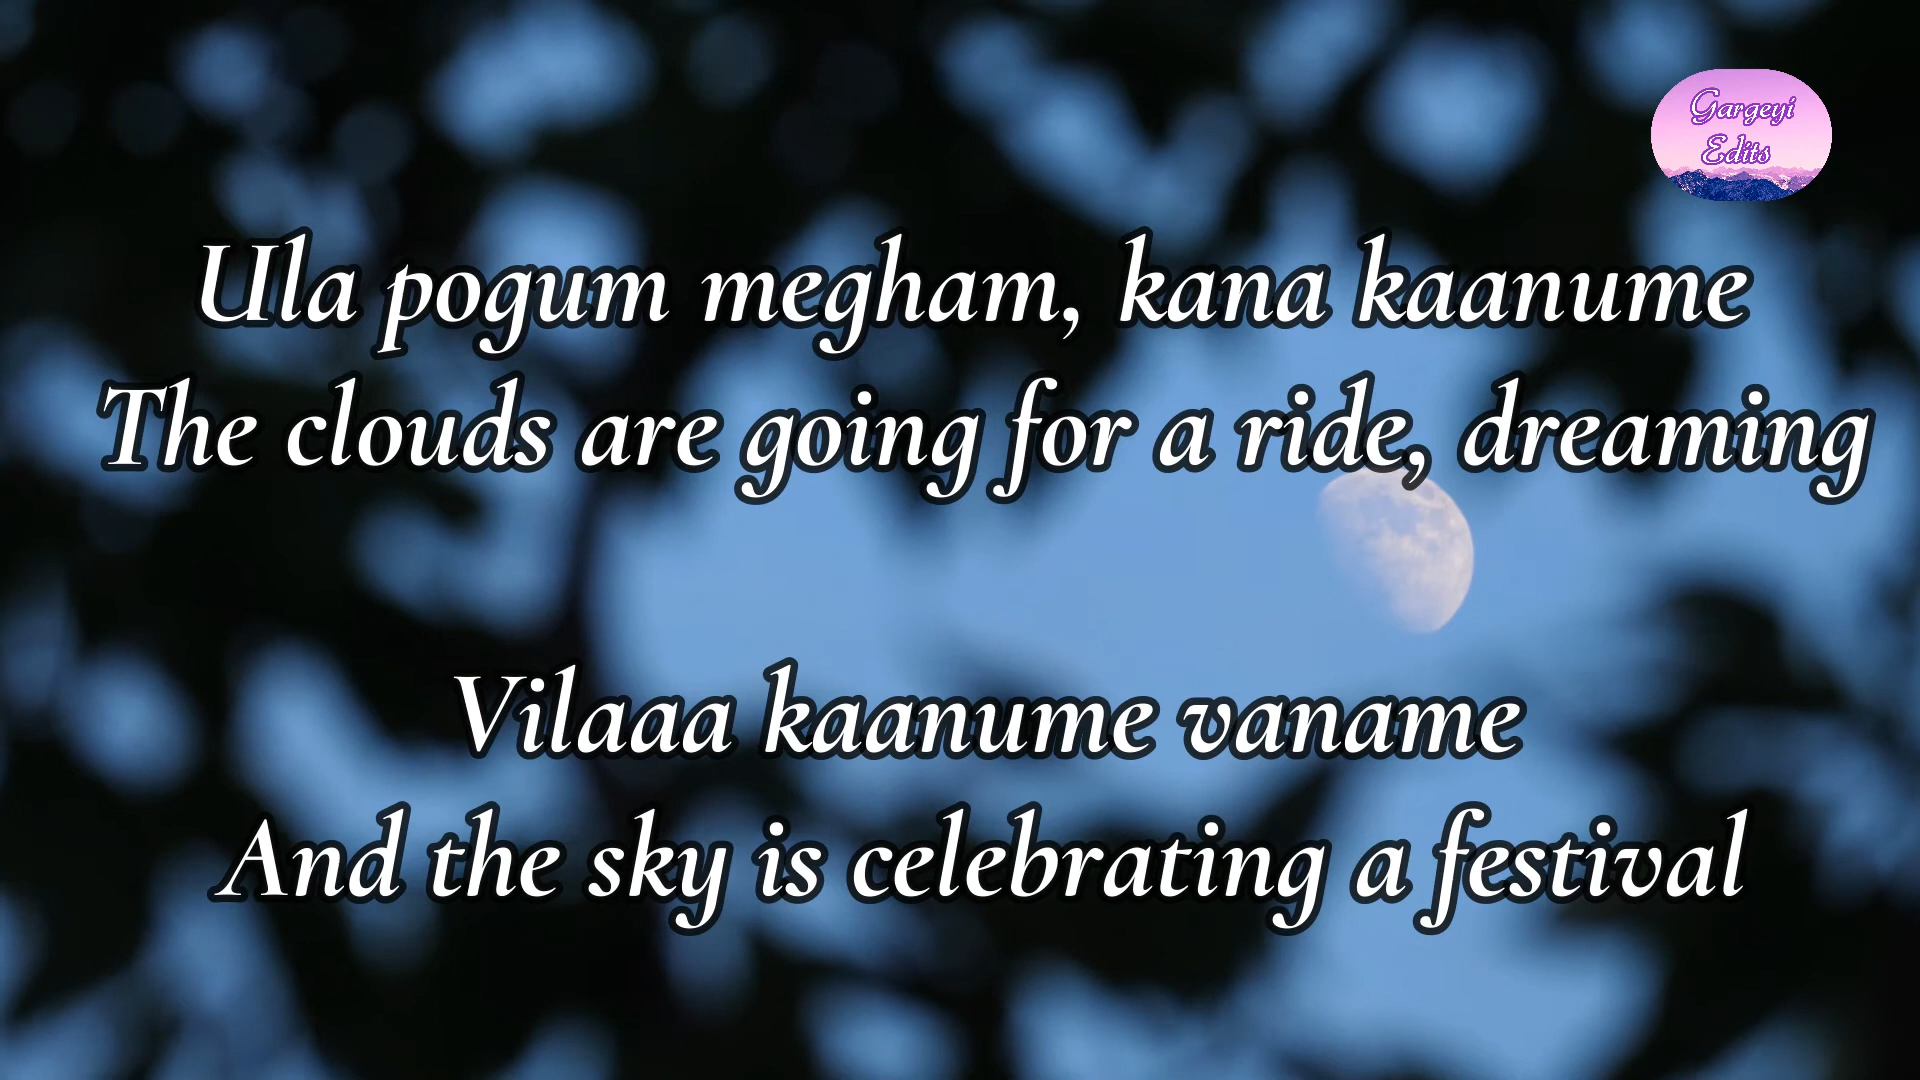 Gargeyi
Edits
Ula pogum megham, kana kaanume
The clouds are going for a ride, dreaming
Vilaaa kaanume vaname
And the sky is celebrating a festival